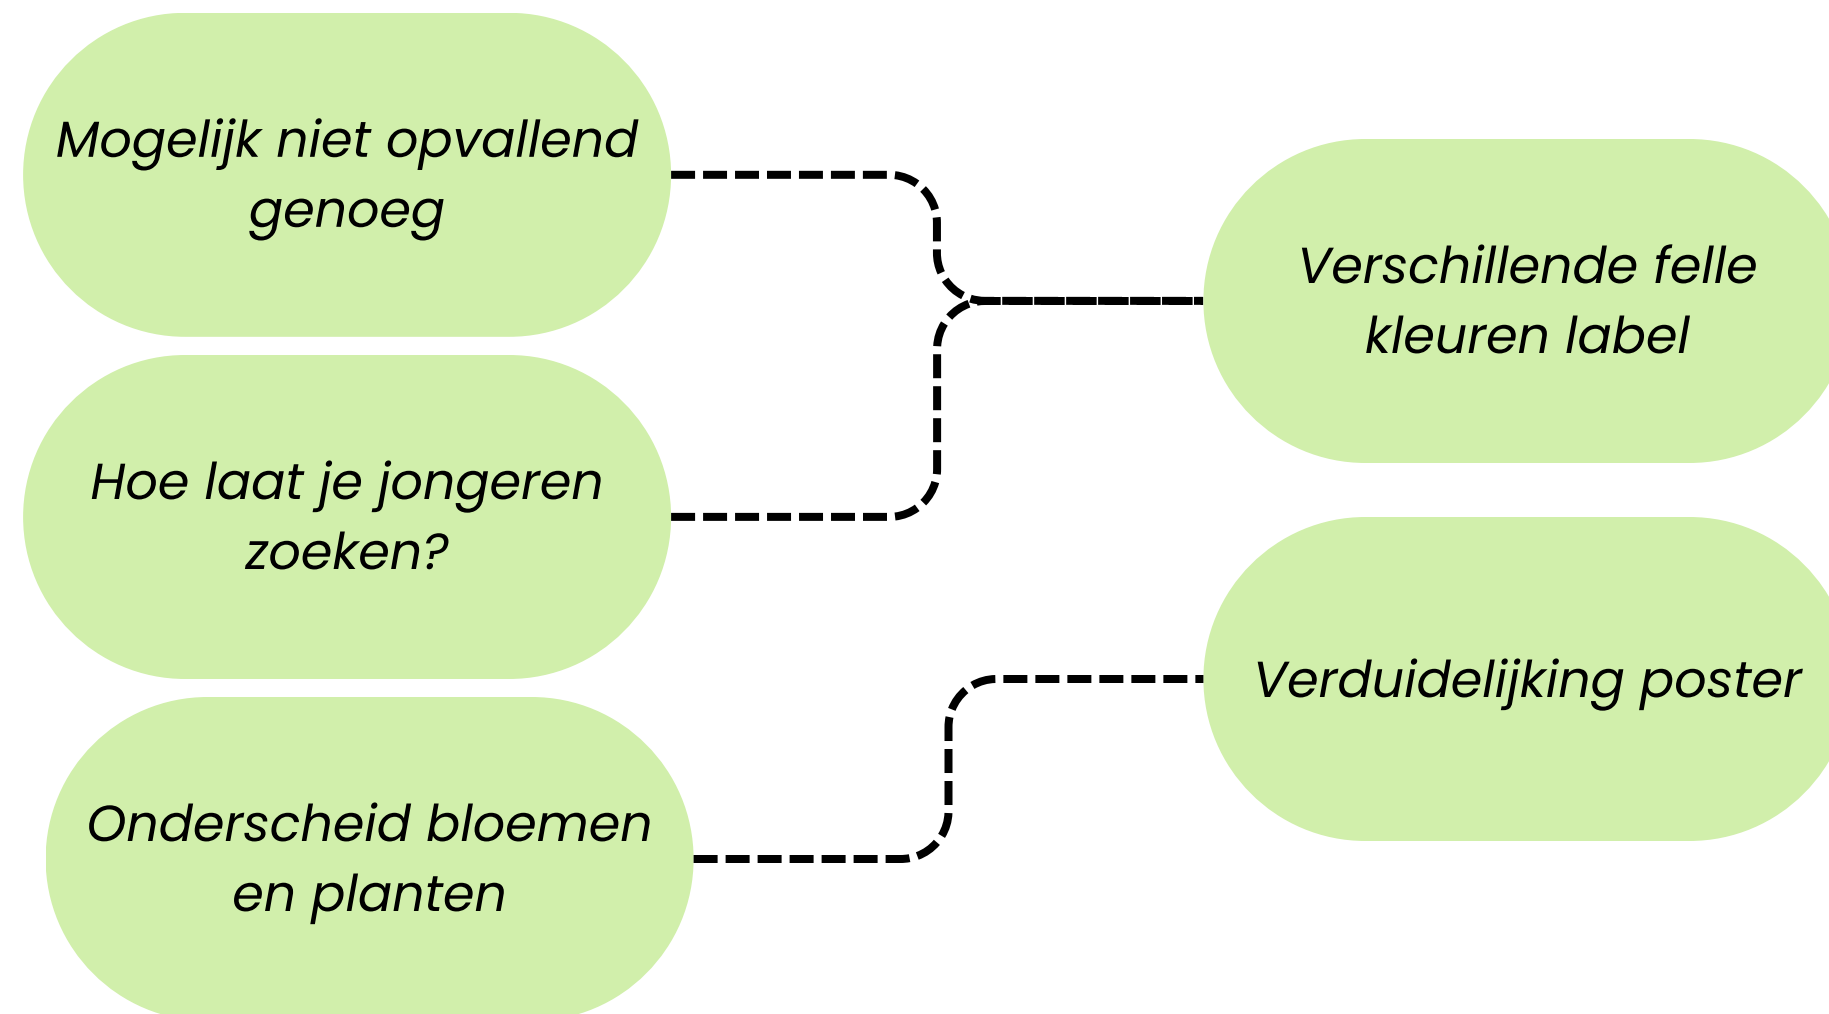 Mogelijk niet opvallend
genoeg
Hoe laat je jongeren
zoeken?
Onderscheid bloemen
en planten
Verschillende felle
kleuren label
Verduidelijking poster